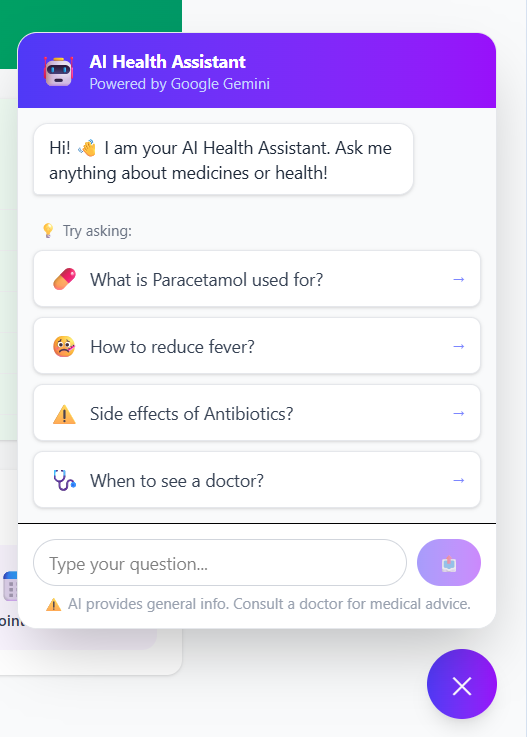 AI Health Assistant
Powered by Google Gemini
Hi! 👋 I am your AI Health Assistant. Ask me
anything about medicines or health!
💡 Try asking:
What is Paracetamol used for? →
How to reduce fever? →
Side effects of Antibiotics? →
When to see a doctor? →
Type your question...
⚠️ AI provides general info. Consult a doctor for medical advice.